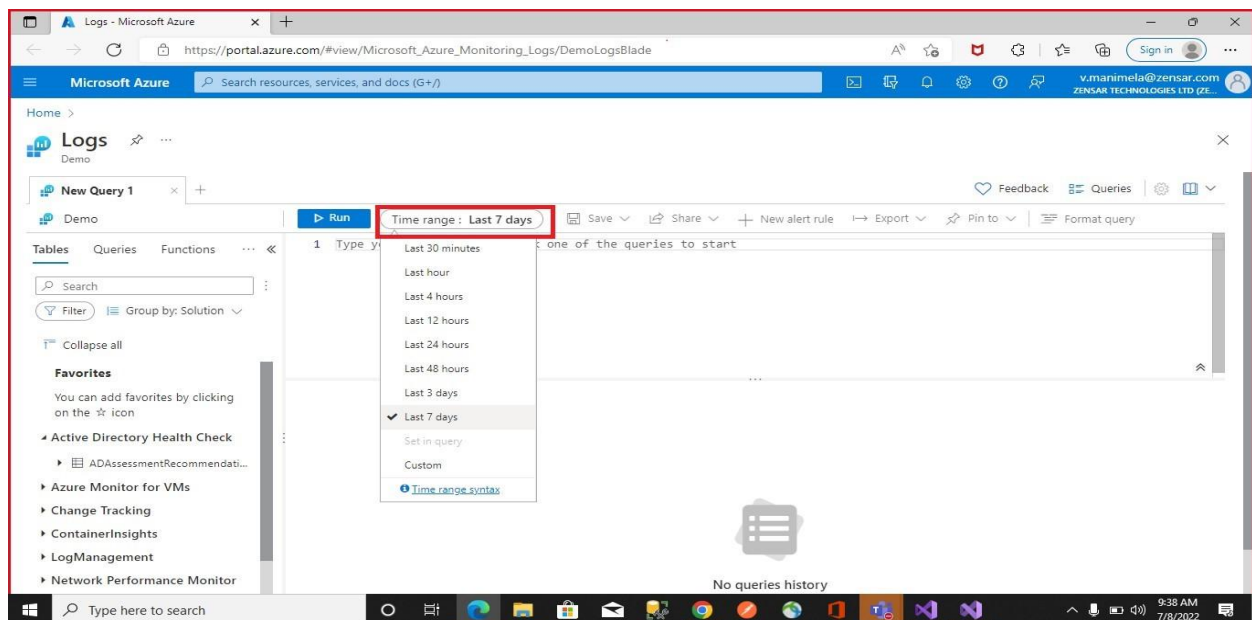 Logs - Microsoft Azure
https://portal.azure.com/#view/Microsoft_Azure_Monitoring_Logs/DemoLogsBlade
Sign in
Microsoft Azure
Search resources, services, and docs (G+/)
v.manimela@zensar.com
ZENSAR TECHNOLOGIES LTD (ZE...
Home >
Logs
Demo
New Query 1
Feedback
Queries
Demo
Run
Time range : Last 7 days
Save
Share
New alert rule
Export
Pin to
Format query
Tables
Queries
Functions
1 Type y
one of the queries to start
Last 30 minutes
Last hour
Last 4 hours
Last 12 hours
Last 24 hours
Last 48 hours
Last 3 days
Last 7 days
Set in query
Custom
Time range syntax
Search
Filter
Group by: Solution
Collapse all
Favorites
You can add favorites by clicking
on the ☆ icon
Active Directory Health Check
ADAssessmentRecommendati...
Azure Monitor for VMs
Change Tracking
ContainerInsights
LogManagement
Network Performance Monitor
No queries history
Type here to search
9:38 AM
7/8/2022